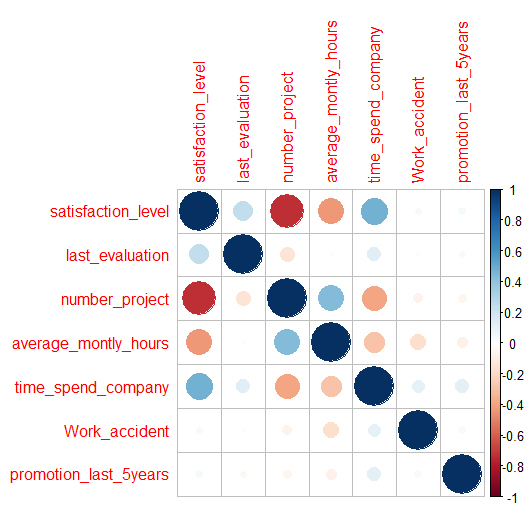 satisfaction_level
last_evaluation
number_project
average_montly_hours
time_spend_company
Work_accident
promotion_last_5years
satisfaction_level
last_evaluation
number_project
average_montly_hours
time_spend_company
Work_accident
promotion_last_5years
1
0.8
0.6
0.4
0.2
0
-0.2
-0.4
-0.6
-0.8
-1